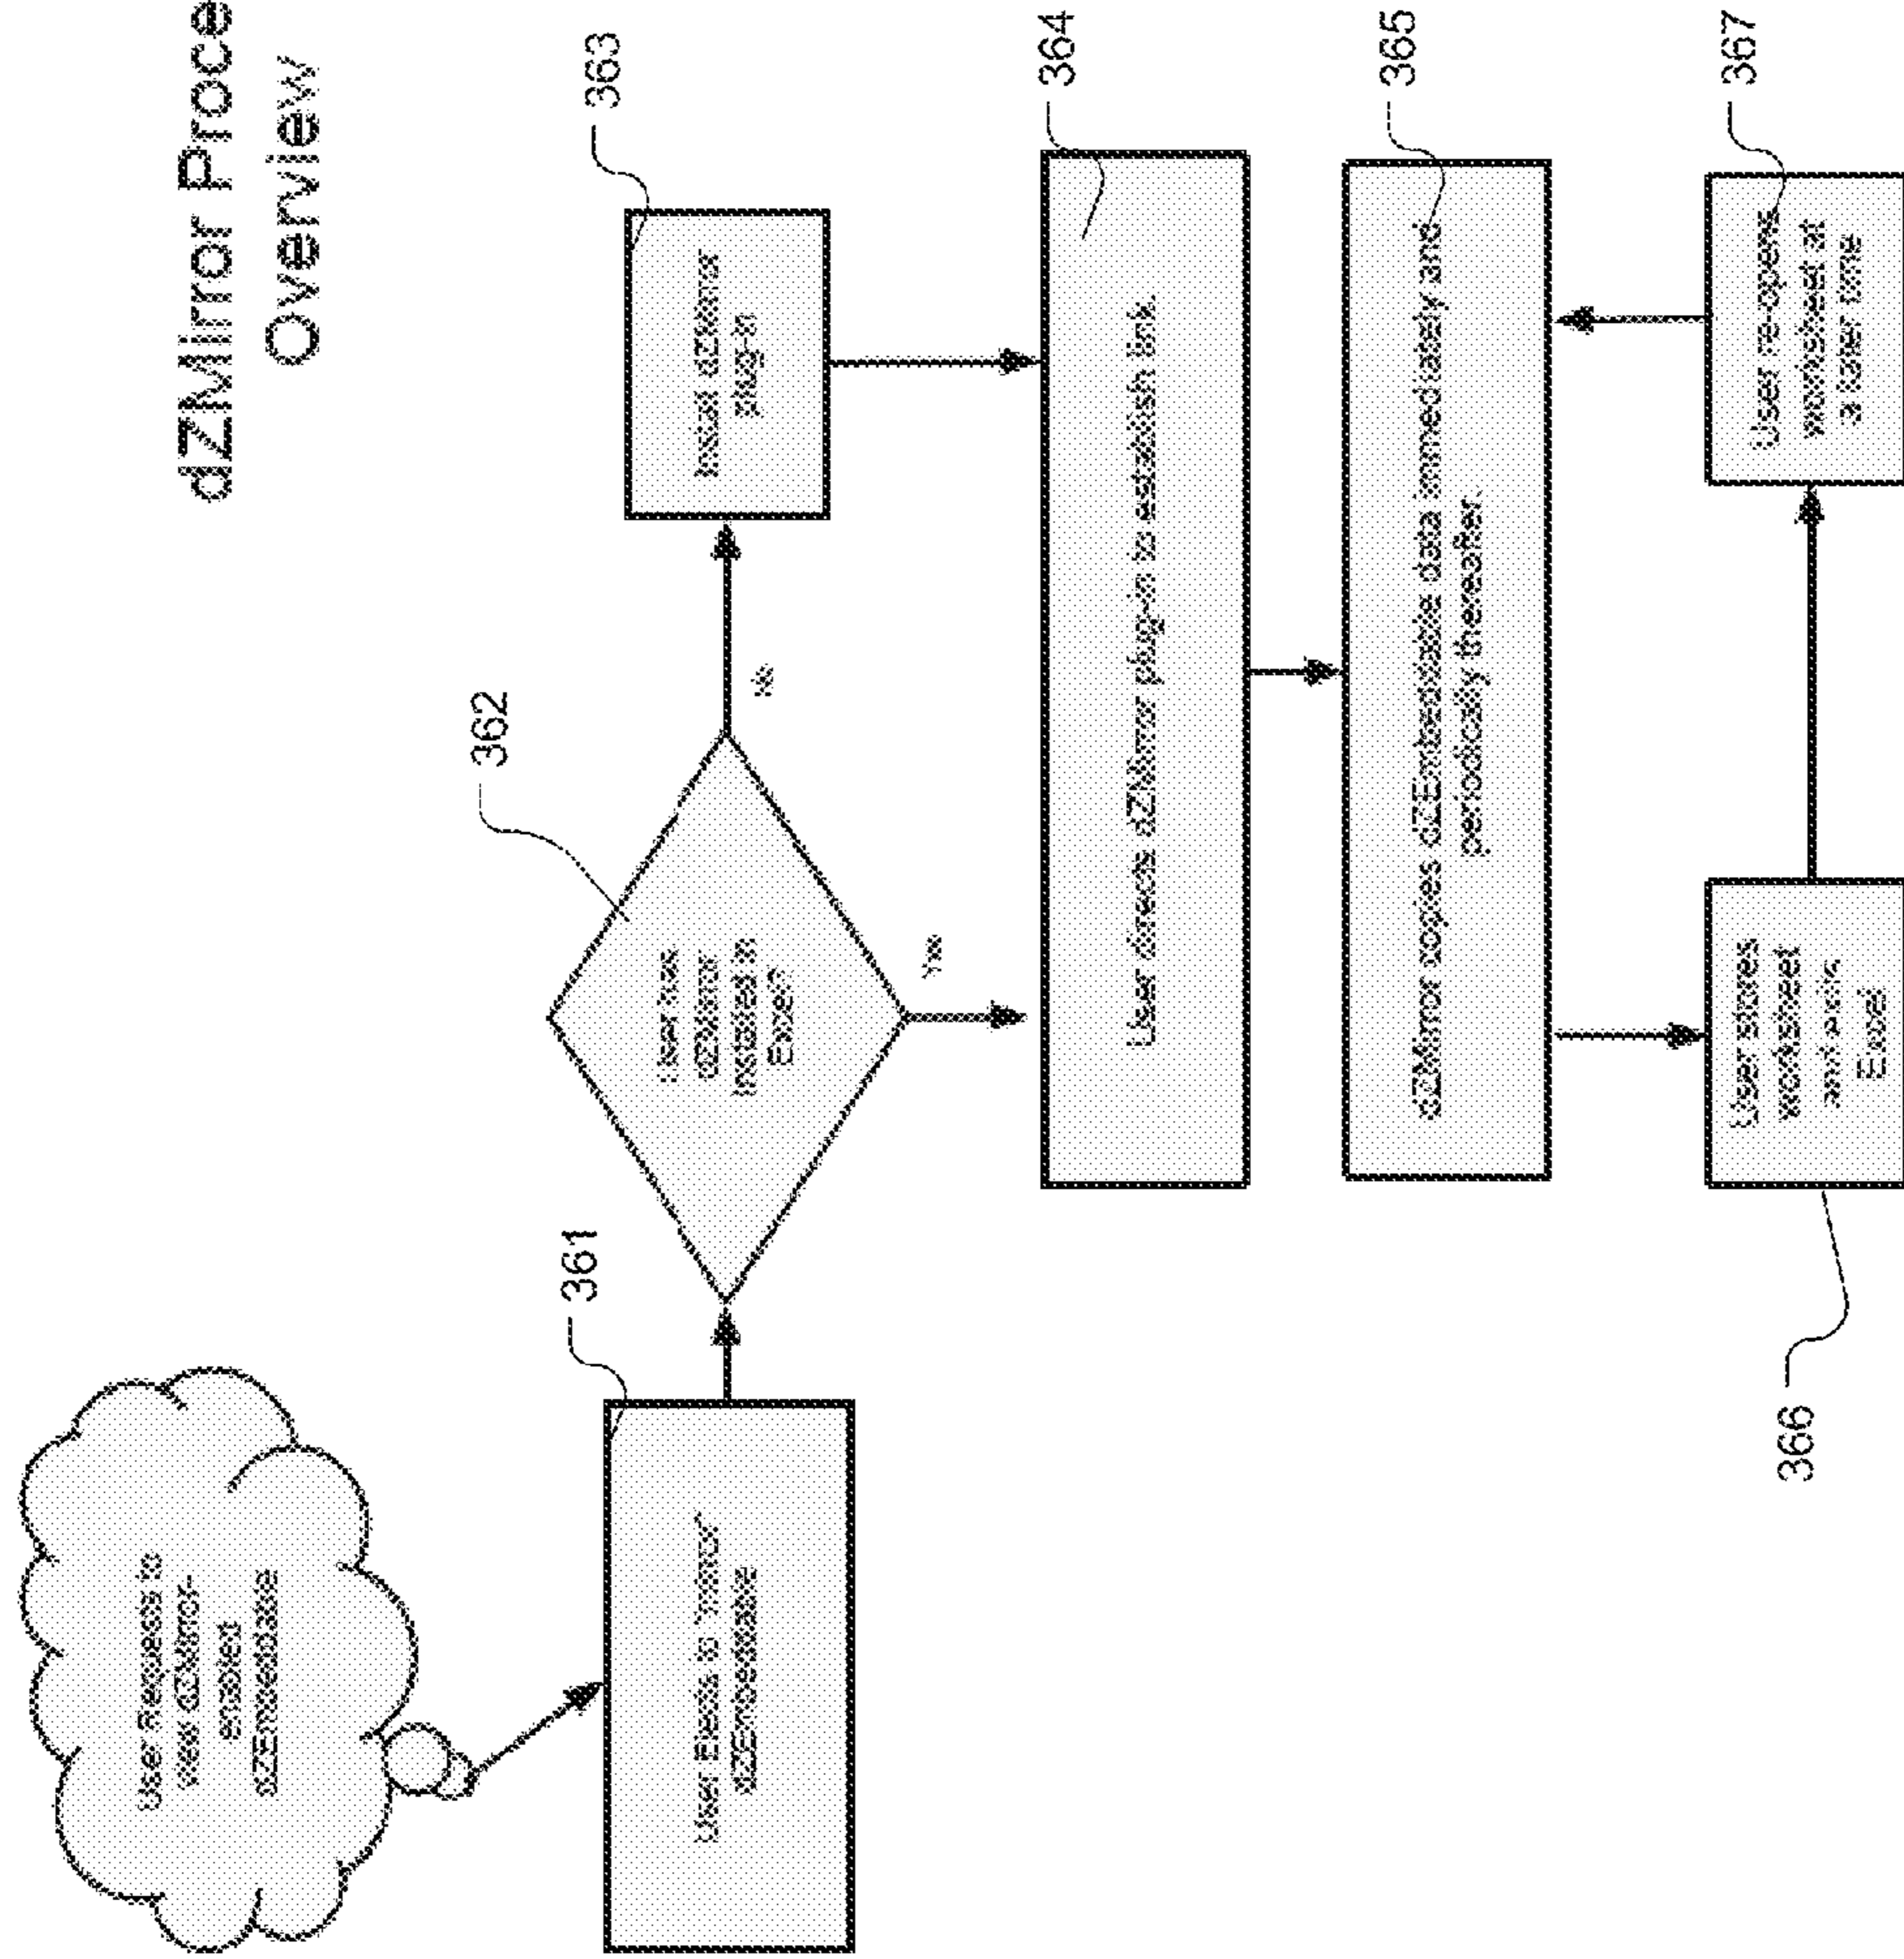 dZMirror Proce
Overview
User Requests to
view dZMirror-
enabled
dZEmbeddable
361
User Elects to "mirror"
dZEmbeddable
362
User has
dZMirror
installed in
Excel?
No
Yes
363
Install dZMirror
plug-in
364
User directs dZMirror plug-in to establish link
365
dZMirror copies dZEmbeddable data immediately and
periodically thereafter.
366
User stores
worksheet
and exits
Excel
367
User re-opens
worksheet at
a later time